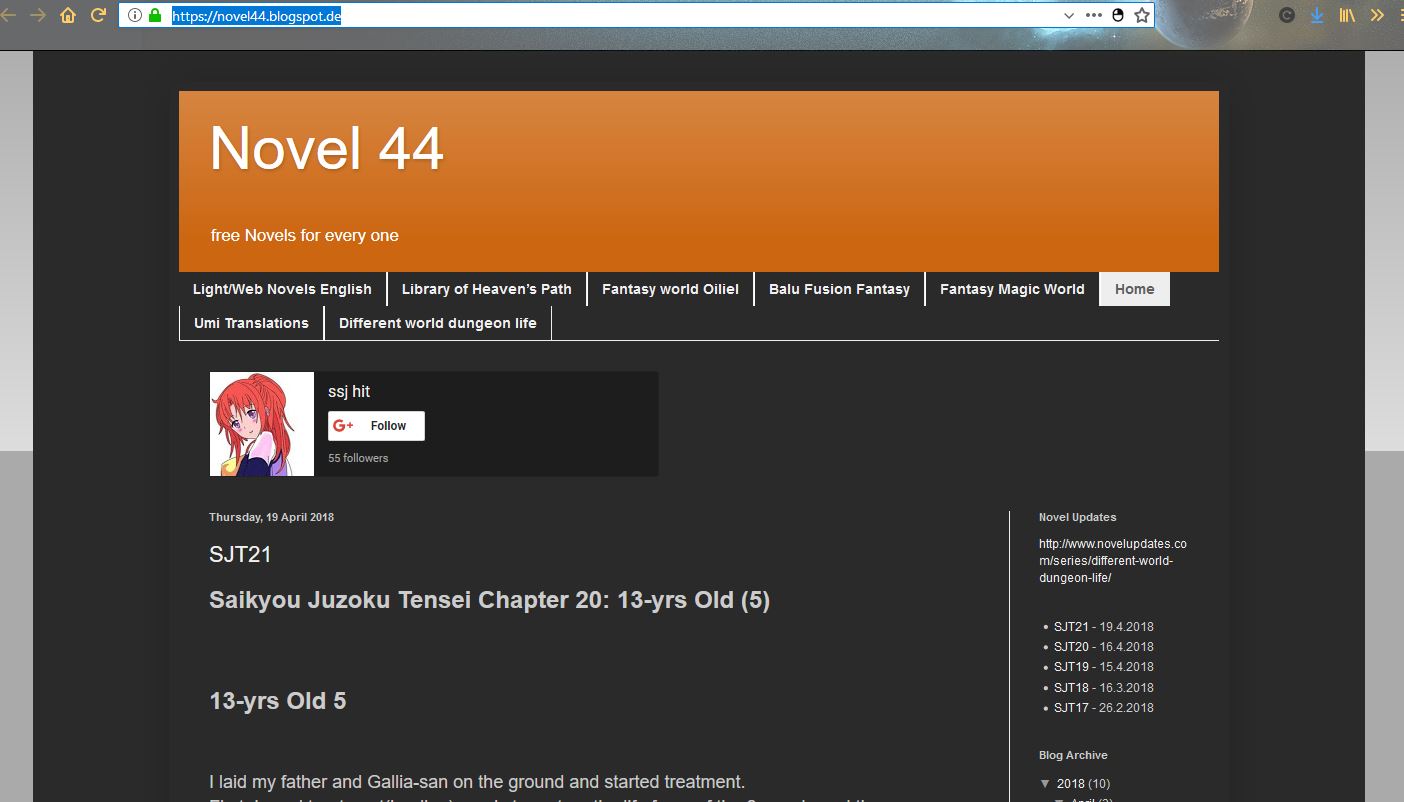 https://novel44.blogspot.de
Novel 44
free Novels for every one
Light/Web Novels English
Library of Heaven’s Path
Fantasy world Oiliel
Balu Fusion Fantasy
Fantasy Magic World
Home
Umi Translations
Different world dungeon life
ssj hit
G+ Follow
55 followers
Thursday, 19 April 2018
SJT21
Saikyou Juzoku Tensei Chapter 20: 13-yrs Old (5)
13-yrs Old 5
I laid my father and Gallia-san on the ground and started treatment.
Novel Updates
http://www.novelupdates.co
m/series/different-world-
dungeon-life/
SJT21 - 19.4.2018
SJT20 - 16.4.2018
SJT19 - 15.4.2018
SJT18 - 16.3.2018
SJT17 - 26.2.2018
Blog Archive
▼ 2018 (10)